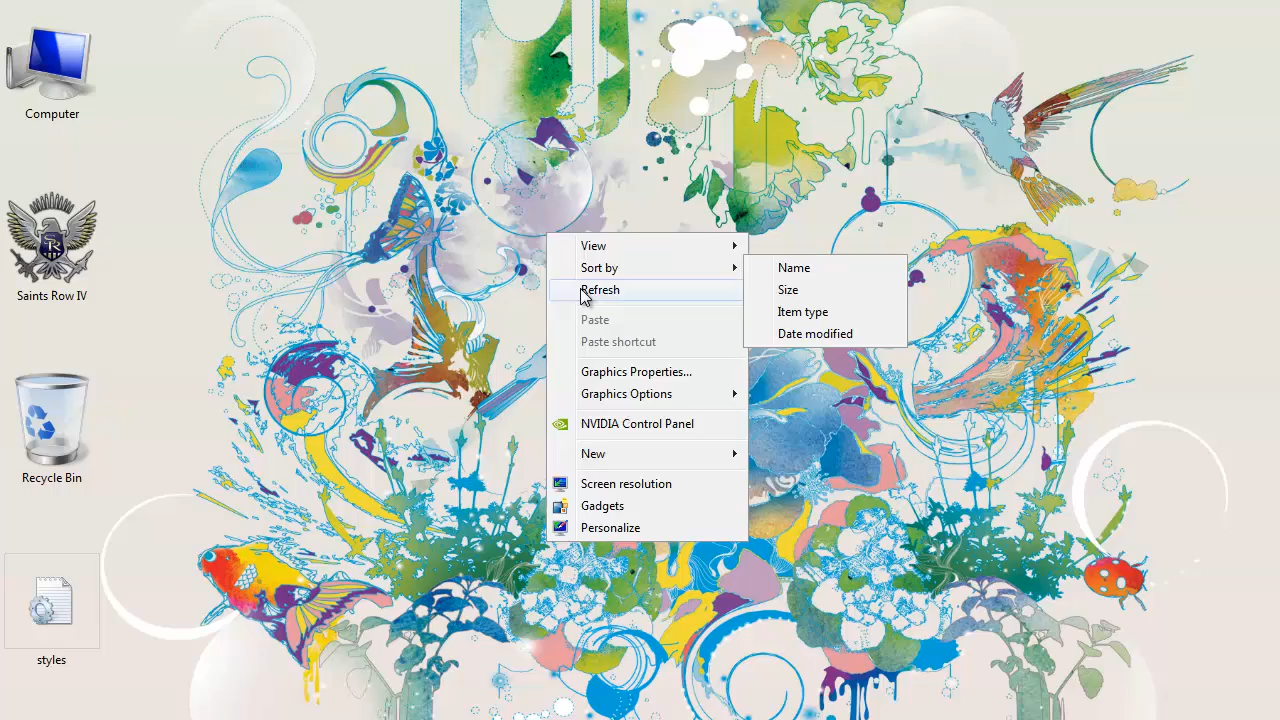 Computer
Saints Row IV
Recycle Bin
styles
View
Sort by
Refresh
Paste
Paste shortcut
Graphics Properties...
Graphics Options
NVIDIA Control Panel
New
Screen resolution
Gadgets
Personalize
Name
Size
Item type
Date modified